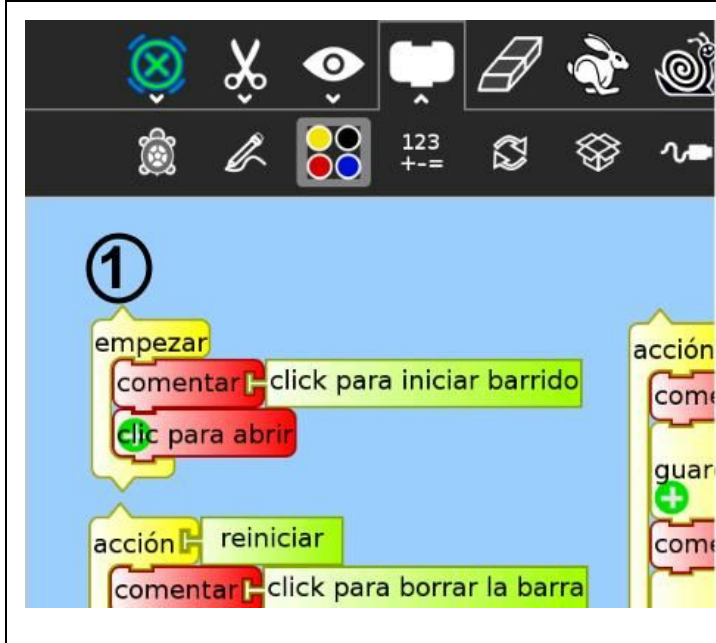 123
+-=
①
empezar
comentar click para iniciar barrido
clic para abrir
acción reiniciar
comentar click para borrar la barra
acción